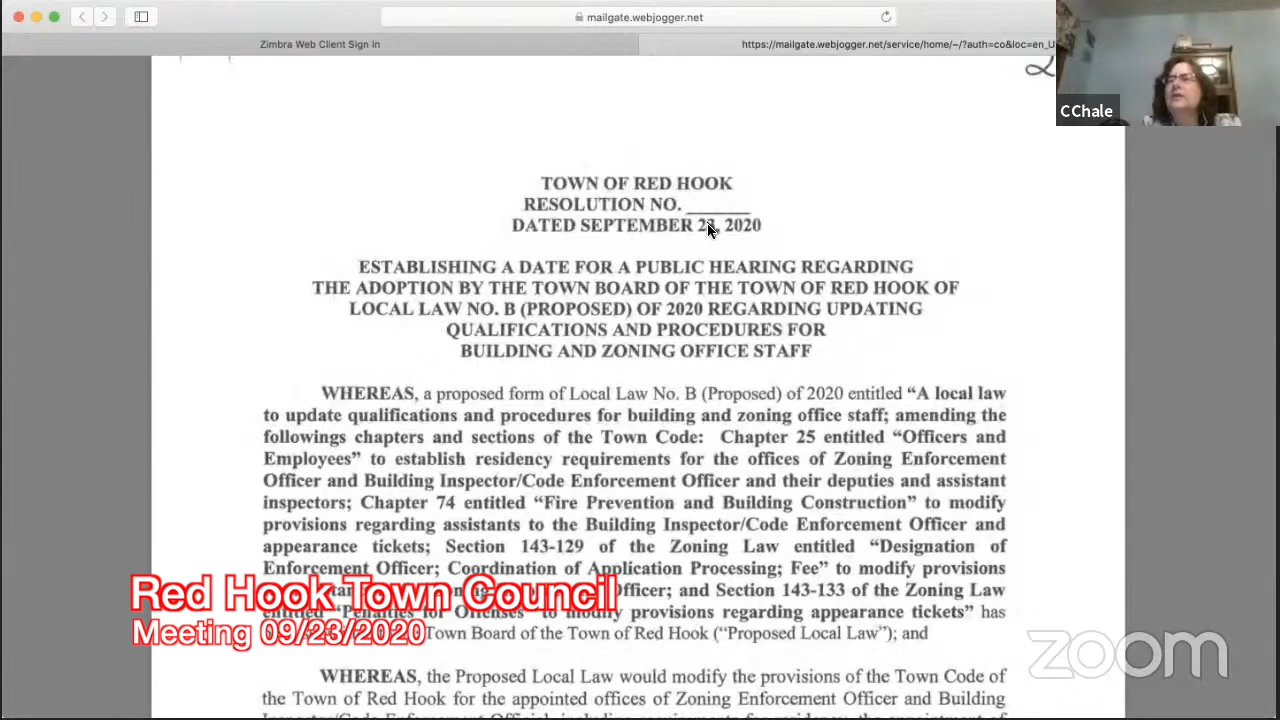 mailgate.webjogger.net
Zimbra Web Client Sign In
https://mailgate.webjogger.net/service/home/~/?auth=co&loc=en_U
CChale
TOWN OF RED HOOK
RESOLUTION NO. ______
DATED SEPTEMBER 2, 2020
ESTABLISHING A DATE FOR A PUBLIC HEARING REGARDING
THE ADOPTION BY THE TOWN BOARD OF THE TOWN OF RED HOOK OF
LOCAL LAW NO. B (PROPOSED) OF 2020 REGARDING UPDATING
QUALIFICATIONS AND PROCEDURES FOR
BUILDING AND ZONING OFFICE STAFF
WHEREAS, a proposed form of Local Law No. B (Proposed) of 2020 entitled “A local law
to update qualifications and procedures for building and zoning office staff; amending the
followings chapters and sections of the Town Code: Chapter 25 entitled “Officers and
Employees” to establish residency requirements for the offices of Zoning Enforcement
Officer and Building Inspector/Code Enforcement Officer and their deputies and assistant
inspectors; Chapter 74 entitled “Fire Prevention and Building Construction” to modify
provisions regarding assistants to the Building Inspector/Code Enforcement Officer and
appearance tickets; Section 143-129 of the Zoning Law entitled “Designation of
Enforcement Officer; Coordination of Application Processing; Fee” to modify provisions
Officer; and Section 143-133 of the Zoning Law
entitled “Penalties for Offenses” to modify provisions regarding appearance tickets” has
Town Board of the Town of Red Hook (“Proposed Local Law”); and
Red Hook Town Council
Meeting 09/23/2020
zoom
WHEREAS, the Proposed Local Law would modify the provisions of the Town Code of
the Town of Red Hook for the appointed offices of Zoning Enforcement Officer and Building